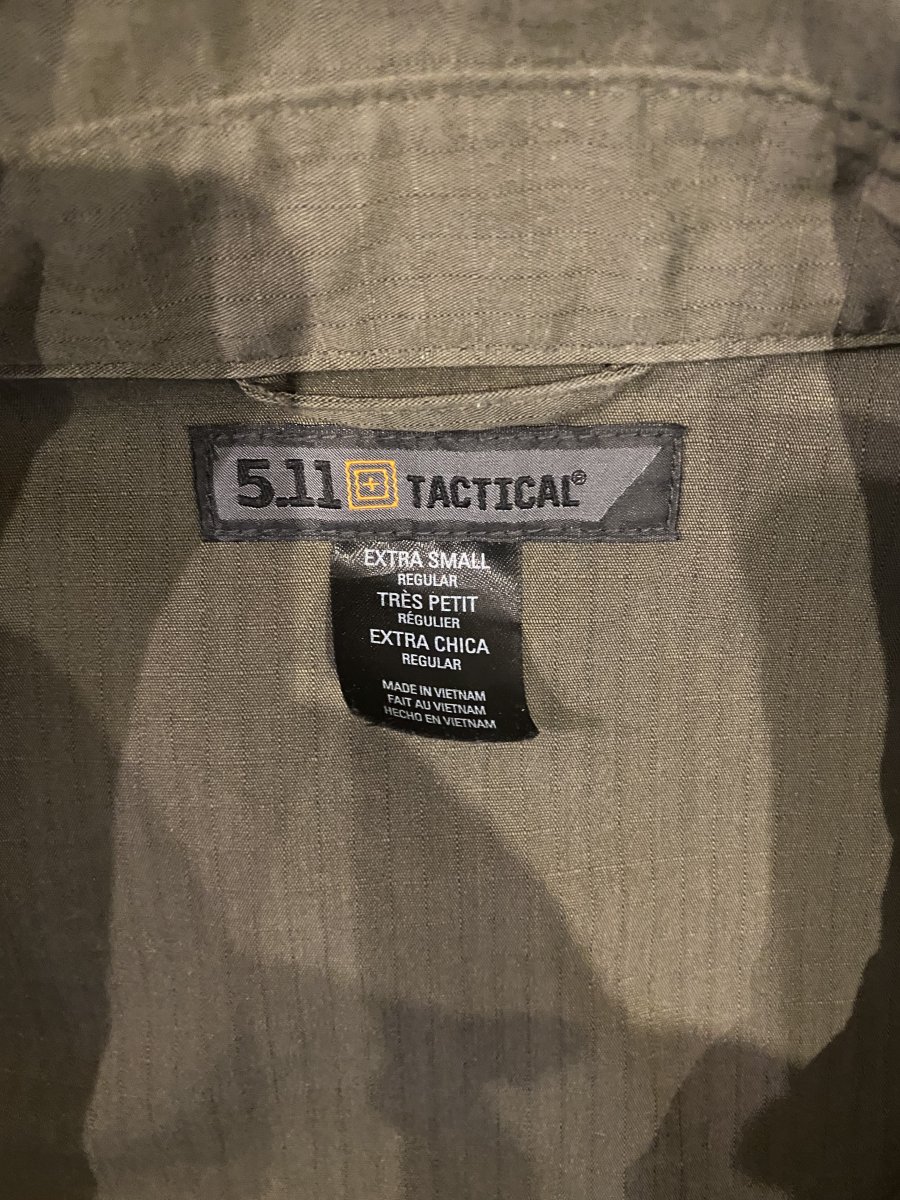 5.11 TACTICAL®
EXTRA SMALL
REGULAR
TRÈS PETIT
RÉGULIER
EXTRA CHICA
REGULAR
MADE IN VIETNAM
FAIT AU VIETNAM
HECHO EN VIETNAM